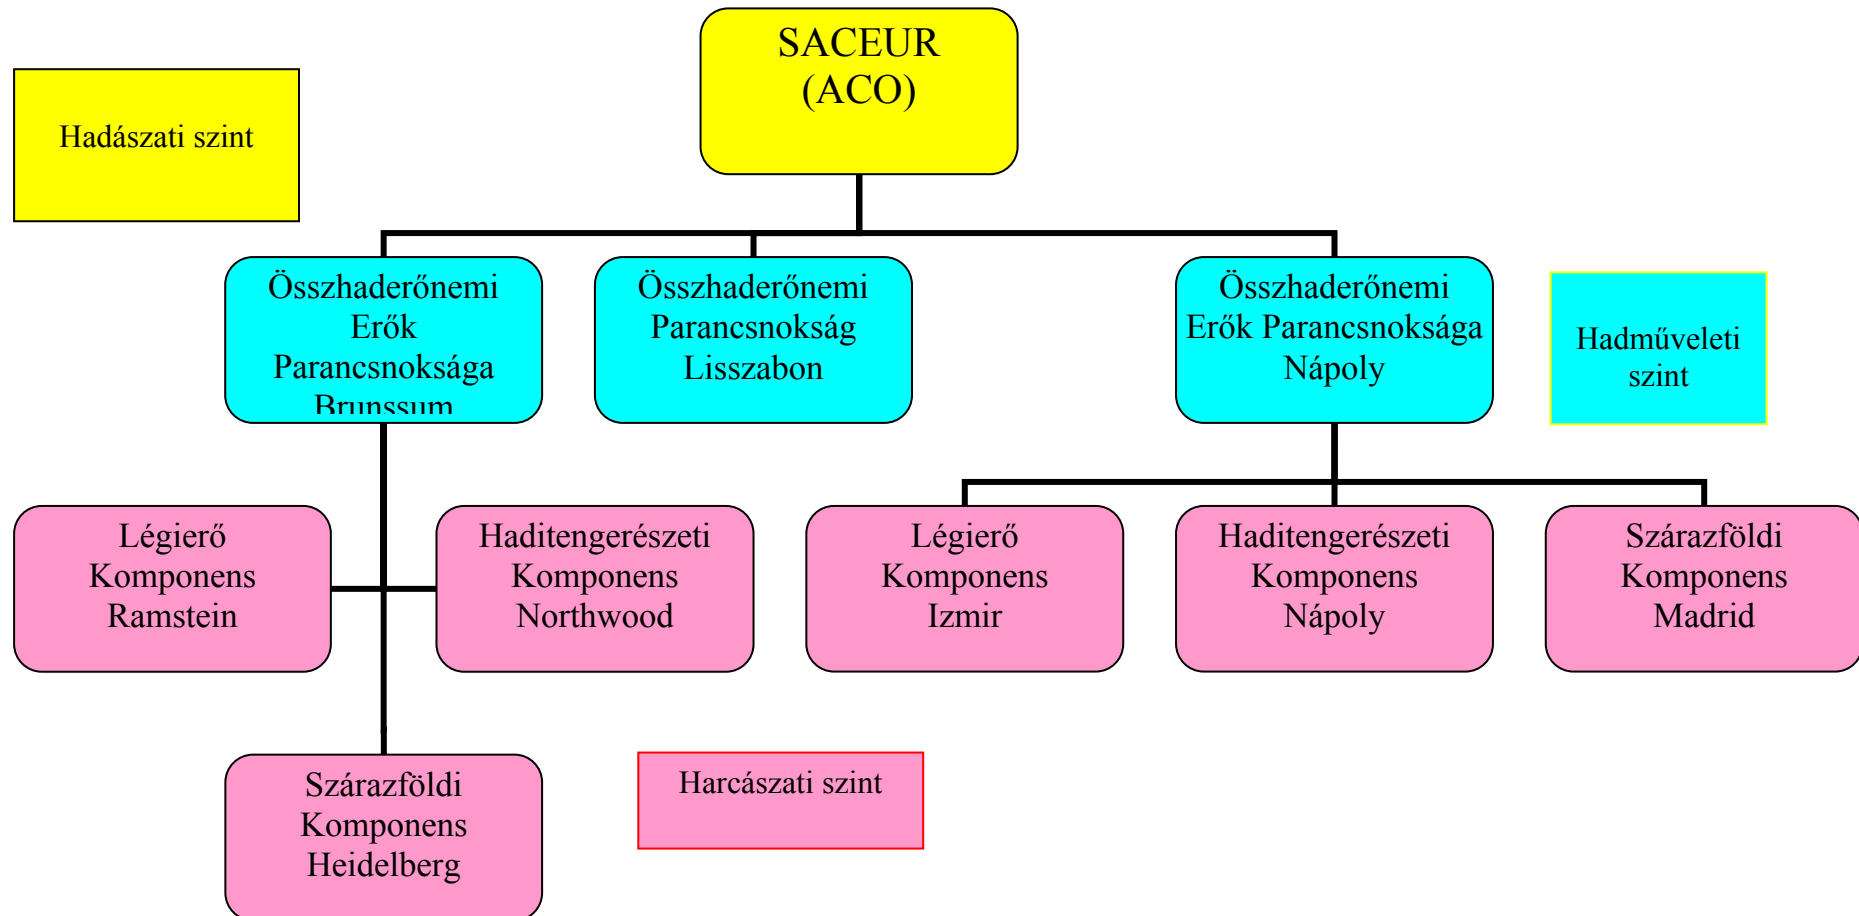 SACEUR
(ACO)
Hadászati szint
Összhaderőnemi
Erők
Parancsnoksága
Brunssum
Összhaderőnemi
Parancsnokság
Lisszabon
Összhaderőnemi
Erők Parancsnoksága
Nápoly
Hadműveleti
szint
Légierő
Komponens
Ramstein
Haditengerészeti
Komponens
Northwood
Légierő
Komponens
Izmir
Haditengerészeti
Komponens
Nápoly
Szárazföldi
Komponens
Madrid
Szárazföldi
Komponens
Heidelberg
Harcászati szint